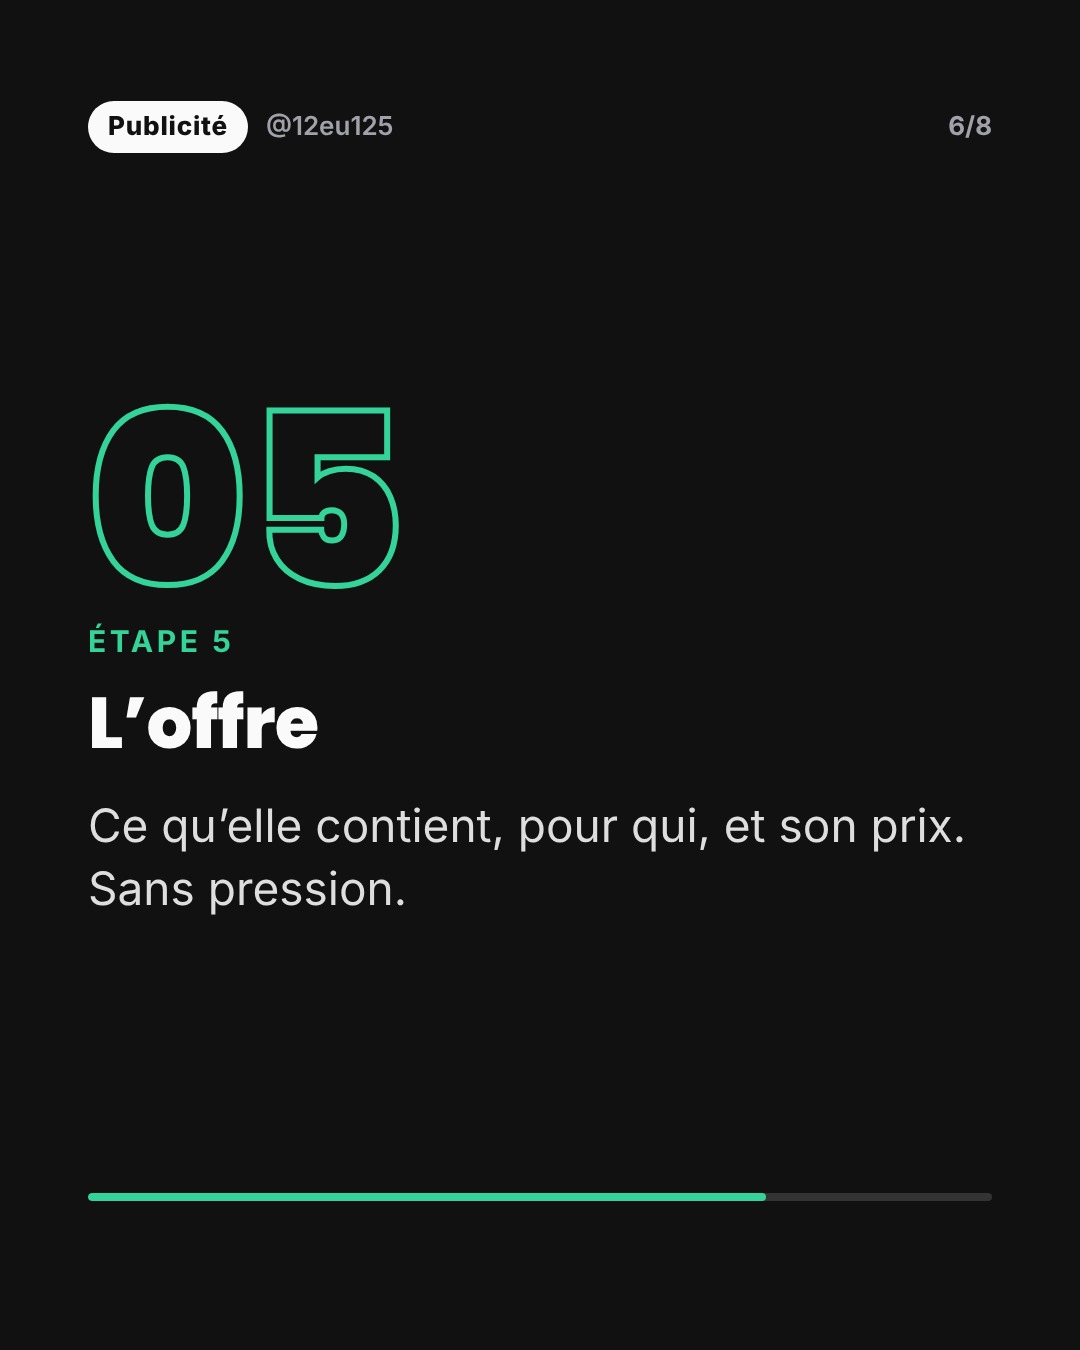 Publicité @12eu125 6/8
05
ÉTAPE 5
L’offre
Ce qu’elle contient, pour qui, et son prix.
Sans pression.